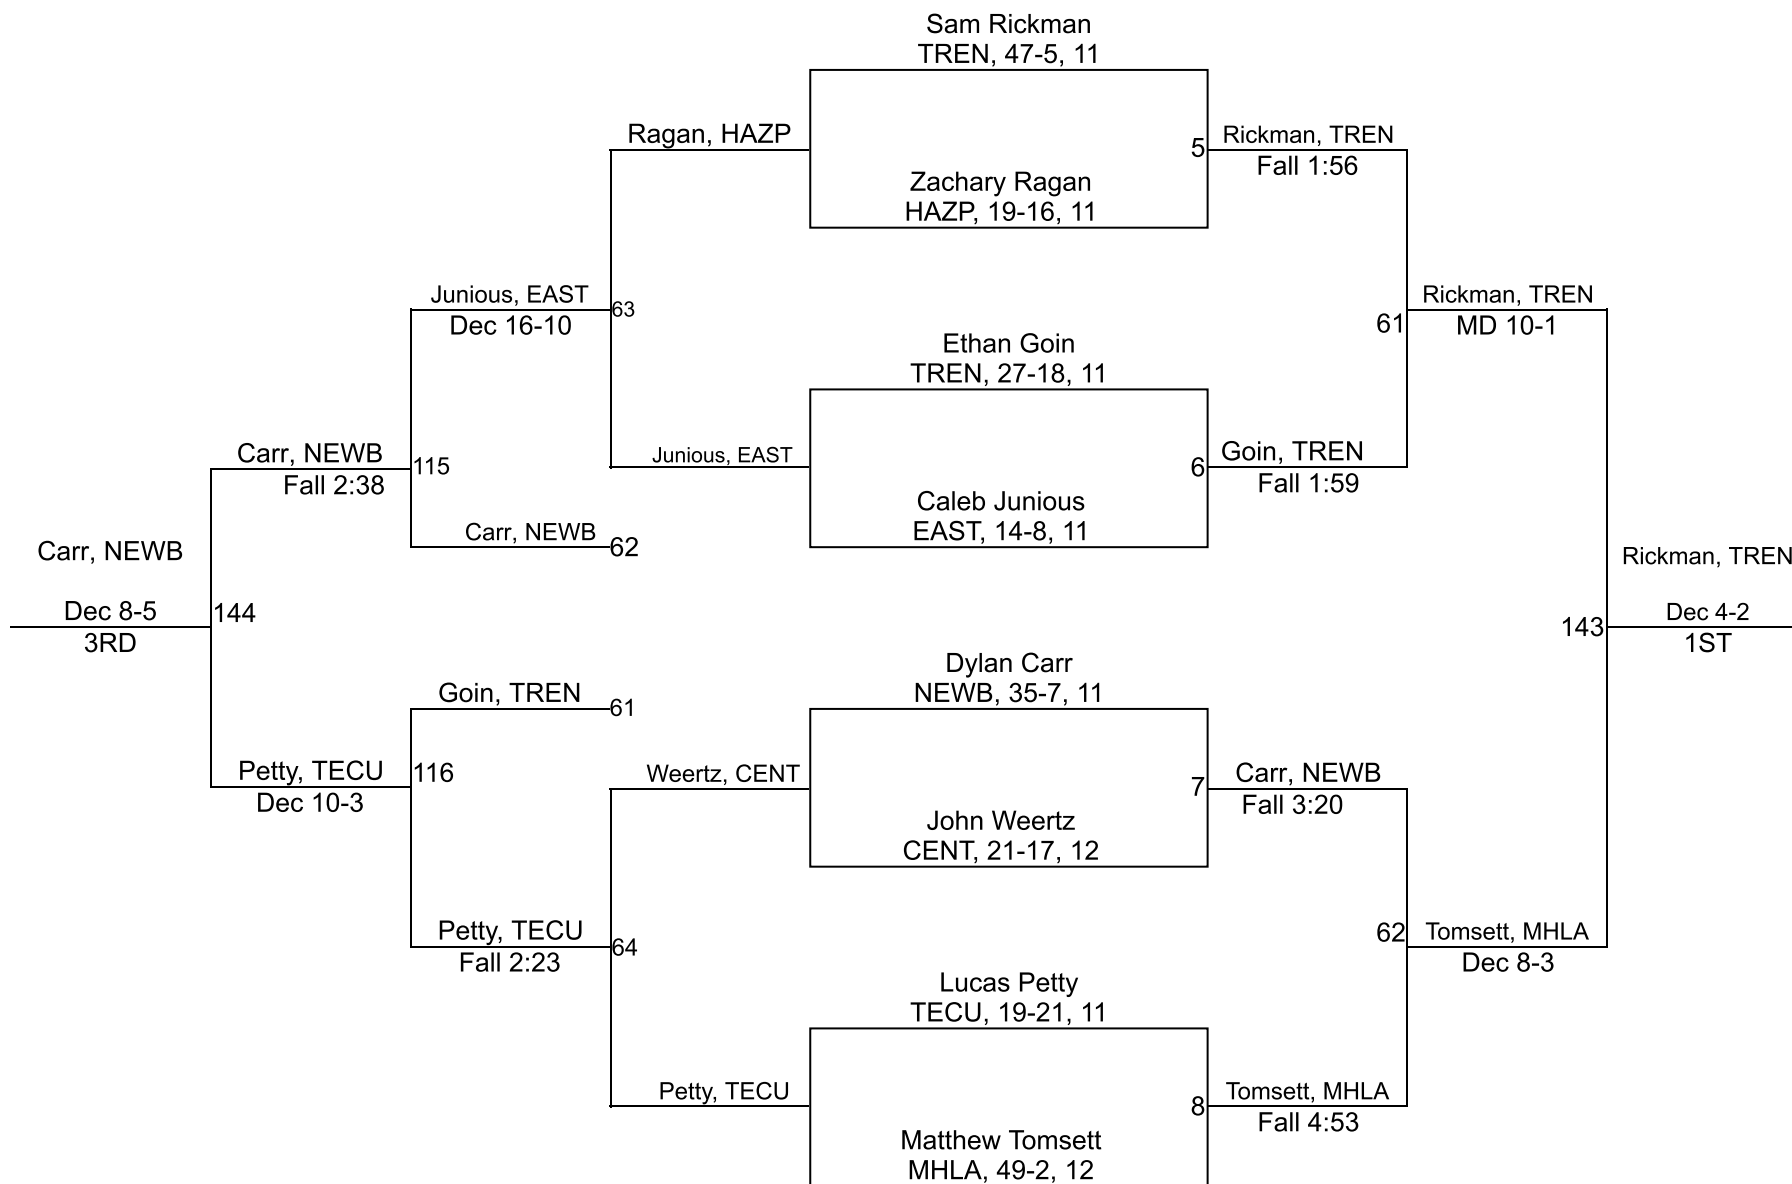 Sam Rickman
TREN, 47-5, 11
Ragan, HAZP
5
Rickman, TREN
Fall 1:56
Zachary Ragan
HAZP, 19-16, 11
Junious, EAST
63
Dec 16-10
Rickman, TREN
61
MD 10-1
Ethan Goin
TREN, 27-18, 11
Carr, NEWB
115
Fall 2:38
Junious, EAST
6
Goin, TREN
Fall 1:59
Caleb Junious
EAST, 14-8, 11
Carr, NEWB
62
Carr, NEWB
Rickman, TREN
Dec 8-5
144
3RD
143
Dec 4-2
1ST
Dylan Carr
NEWB, 35-7, 11
Goin, TREN
61
Petty, TECU
116
Dec 10-3
Weertz, CENT
7
Carr, NEWB
Fall 3:20
John Weertz
CENT, 21-17, 12
Petty, TECU
64
Fall 2:23
62
Tomsett, MHLA
Dec 8-3
Lucas Petty
TECU, 19-21, 11
Petty, TECU
8
Tomsett, MHLA
Fall 4:53
Matthew Tomsett
MHLA, 49-2, 12